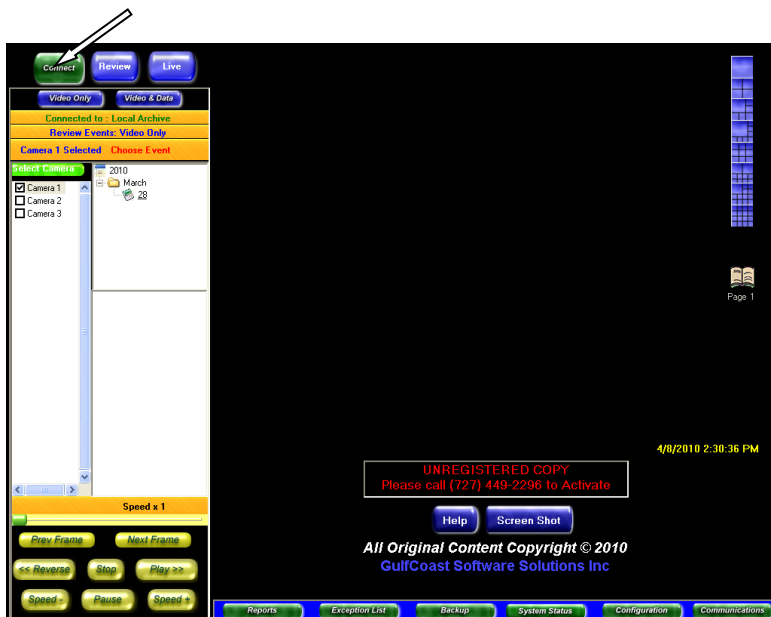 Connect Review Live
Video Only Video & Data
Connected to : Local Archive
Review Events: Video Only
Camera 1 Selected Choose Event
Select Camera
Camera 1
Camera 2
Camera 3
2010
March
28
Page 1
4/8/2010 2:30:36 PM
UNREGISTERED COPY
Please call (727) 449-2296 to Activate
Speed x 1
Help Screen Shot
Prev Frame Next Frame
All Original Content Copyright © 2010
GulfCoast Software Solutions Inc
<< Reverse Stop Play >>
Speed - Pause Speed +
Reports Exception List Backup System Status Configuration Communications